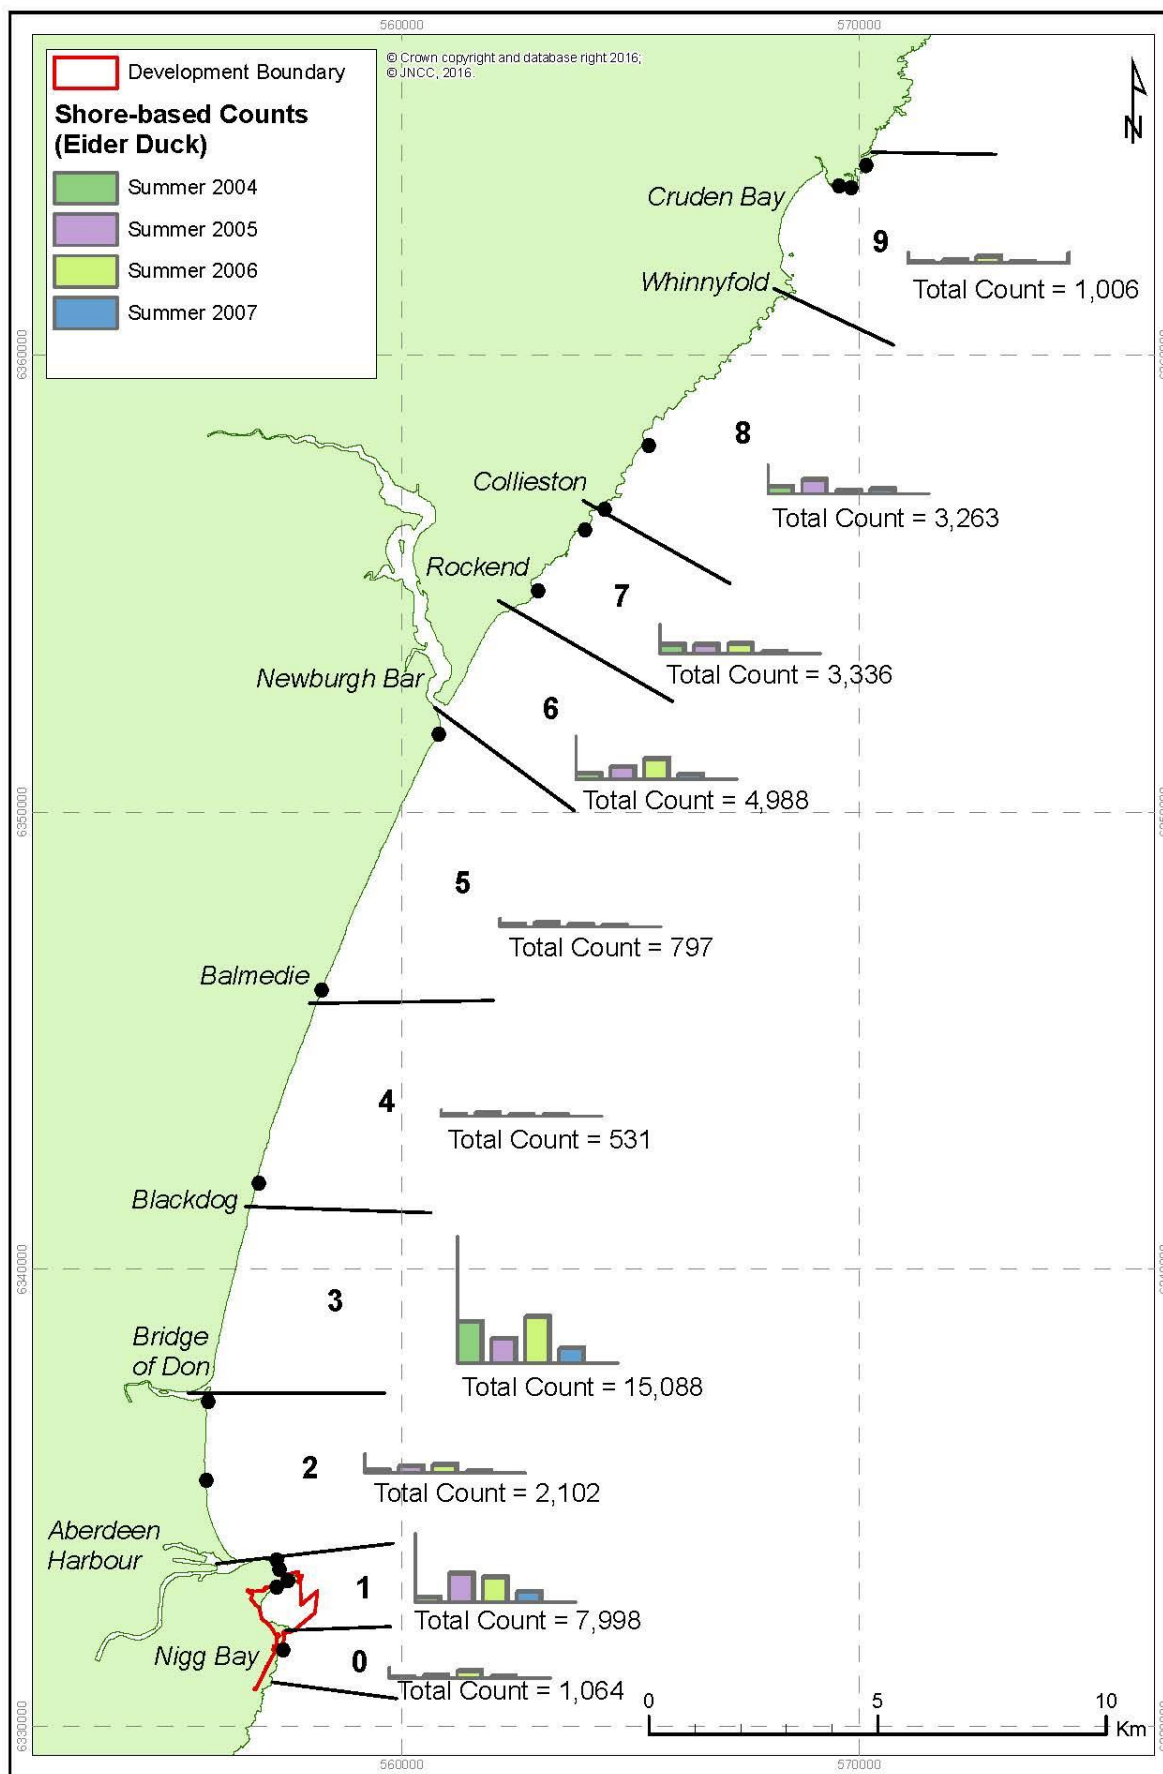 560000
570000
Development Boundary
© Crown copyright and database right 2016;
© JNCC, 2016.
Shore-based Counts
(Eider Duck)
N
Summer 2004
Summer 2005
Summer 2006
Summer 2007
Cruden Bay
9
Whinnyfold
Total Count = 1,006
6360000
8
Collieston
Total Count = 3,263
Rockend
7
Total Count = 3,336
Newburgh Bar
6
Total Count = 4,988
6350000
5
Total Count = 797
Balmedie
4
Total Count = 531
Blackdog
6340000
3
Bridge
of Don
Total Count = 15,088
2
Total Count = 2,102
Aberdeen
Harbour
1
Total Count = 7,998
Nigg Bay
0
Total Count = 1,064
0 5 10
Km
6330000
560000
570000